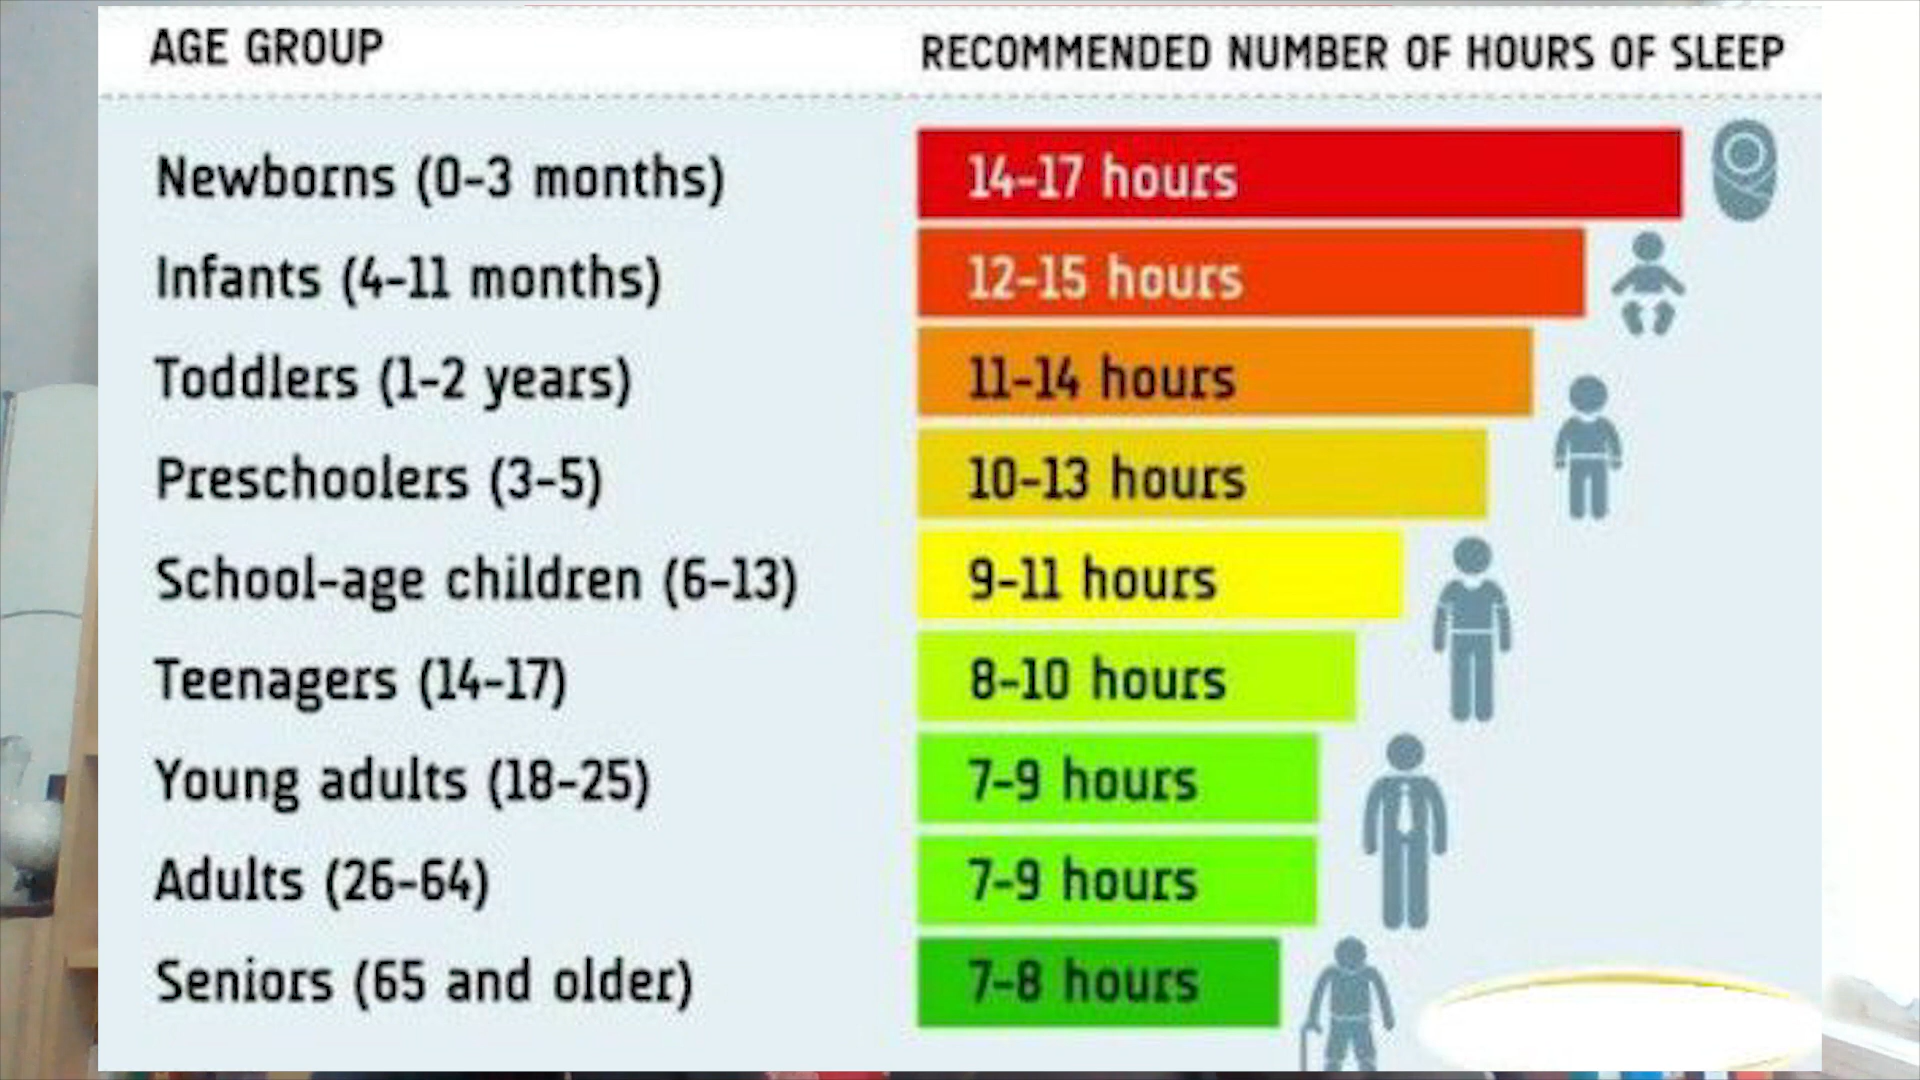 AGE GROUP RECOMMENDED NUMBER OF HOURS OF SLEEP
Newborns (0-3 months) 14-17 hours
Infants (4-11 months) 12-15 hours
Toddlers (1-2 years) 11-14 hours
Preschoolers (3-5) 10-13 hours
School-age children (6-13) 9-11 hours
Teenagers (14-17) 8-10 hours
Young adults (18-25) 7-9 hours
Adults (26-64) 7-9 hours
Seniors (65 and older) 7-8 hours